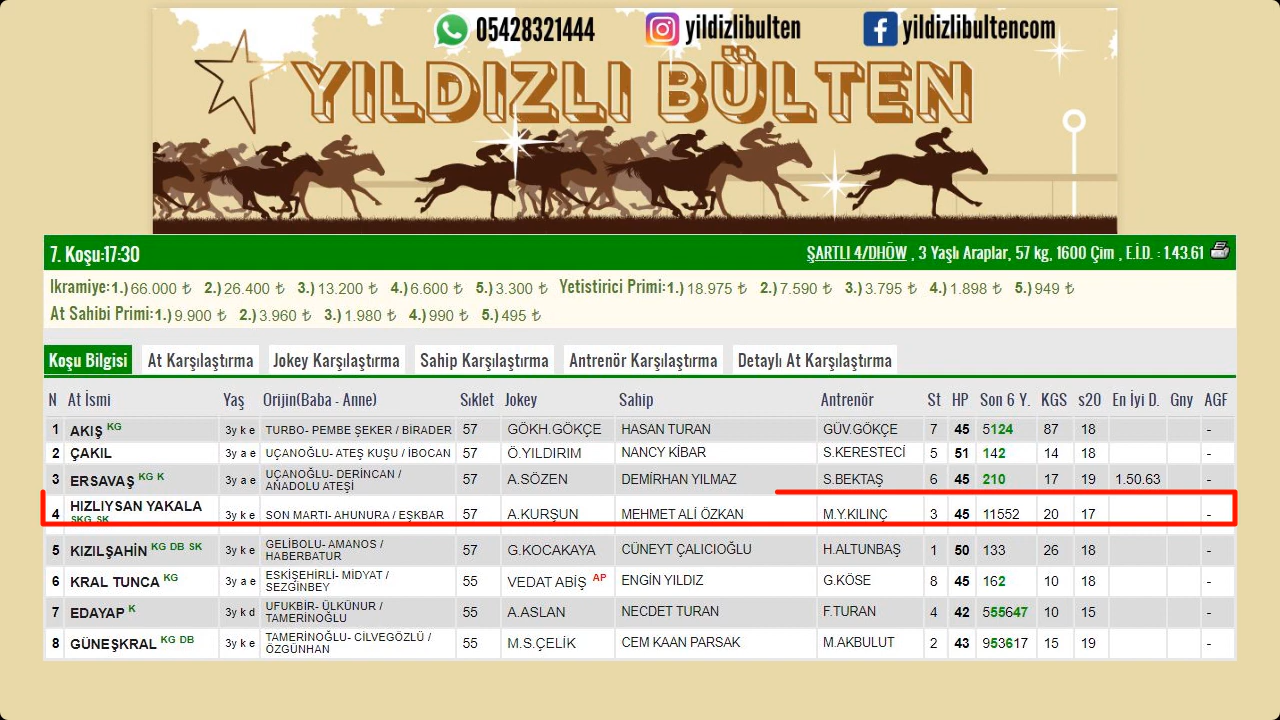 05428321444 yildizlibulten yildizlibultencom
YILDIZLI BÜLTEN
7. Koşu:17:30 ŞARTLI 4/DHÖW , 3 Yaşlı Araplar, 57 kg, 1600 Çim , E.İ.D. : 1.43.61
Ikramiye:1.) 66.000 ₺ 2.) 26.400 ₺ 3.) 13.200 ₺ 4.) 6.600 ₺ 5.) 3.300 ₺ Yetistirici Primi:1.) 18.975 ₺ 2.) 7.590 ₺ 3.) 3.795 ₺ 4.) 1.898 ₺ 5.) 949 ₺
At Sahibi Primi:1.) 9.900 ₺ 2.) 3.960 ₺ 3.) 1.980 ₺ 4.) 990 ₺ 5.) 495 ₺
Koşu Bilgisi At Karşılaştırma Jokey Karşılaştırma Sahip Karşılaştırma Antrenör Karşılaştırma Detaylı At Karşılaştırma
N At İsmi Yaş Orijin(Baba - Anne) Sıklet Jokey Sahip Antrenör St HP Son 6 Y. KGS s20 En İyi D. Gny AGF
1 AKIŞ KG 3y k e TURBO- PEMBE ŞEKER / BİRADER 57 GÖKH.GÖKÇE HASAN TURAN GÜV.GÖKÇE 7 45 5124 87 18 -
2 ÇAKIL 3y a e UÇANOĞLU- ATEŞ KUŞU / İBOCAN 57 Ö.YILDIRIM NANCY KİBAR S.KERESTECİ 5 51 142 14 18 -
3 ERSAVAŞ KG K 3y a e UÇANOĞLU- DERİNCAN / ANADOLU ATEŞİ 57 A.SÖZEN DEMİRHAN YILMAZ S.BEKTAŞ 6 45 210 17 19 1.50.63 -
4 HIZLIYSAN YAKALA SKG SK 3y k e SON MARTI- AHUNURA / EŞKBAR 57 A.KURŞUN MEHMET ALİ ÖZKAN M.Y.KILINÇ 3 45 11552 20 17 -
5 KIZILŞAHİN KG DB SK 3y k e GELİBOLU- AMANOS / HABERBATUR 57 G.KOCAKAYA CÜNEYT ÇALICIOĞLU H.ALTUNBAŞ 1 50 133 26 18 -
6 KRAL TUNCA KG 3y a e ESKİŞEHİRLİ- MİDYAT / SEZGİNBEY 55 VEDAT ABİŞ AP ENGİN YILDIZ G.KÖSE 8 45 162 10 18 -
7 EDAYAP K 3y k d UFUKBİR- ÜLKÜNUR / TAMERİNOĞLU 55 A.ASLAN NECDET TURAN F.TURAN 4 42 555647 10 15 -
8 GÜNEŞKRAL KG DB 3y k e TAMERİNOĞLU- CİLVEGÖZLÜ / ÖZGÜNHAN 55 M.S.ÇELİK CEM KAAN PARSAK M.AKBULUT 2 43 953617 15 19 -